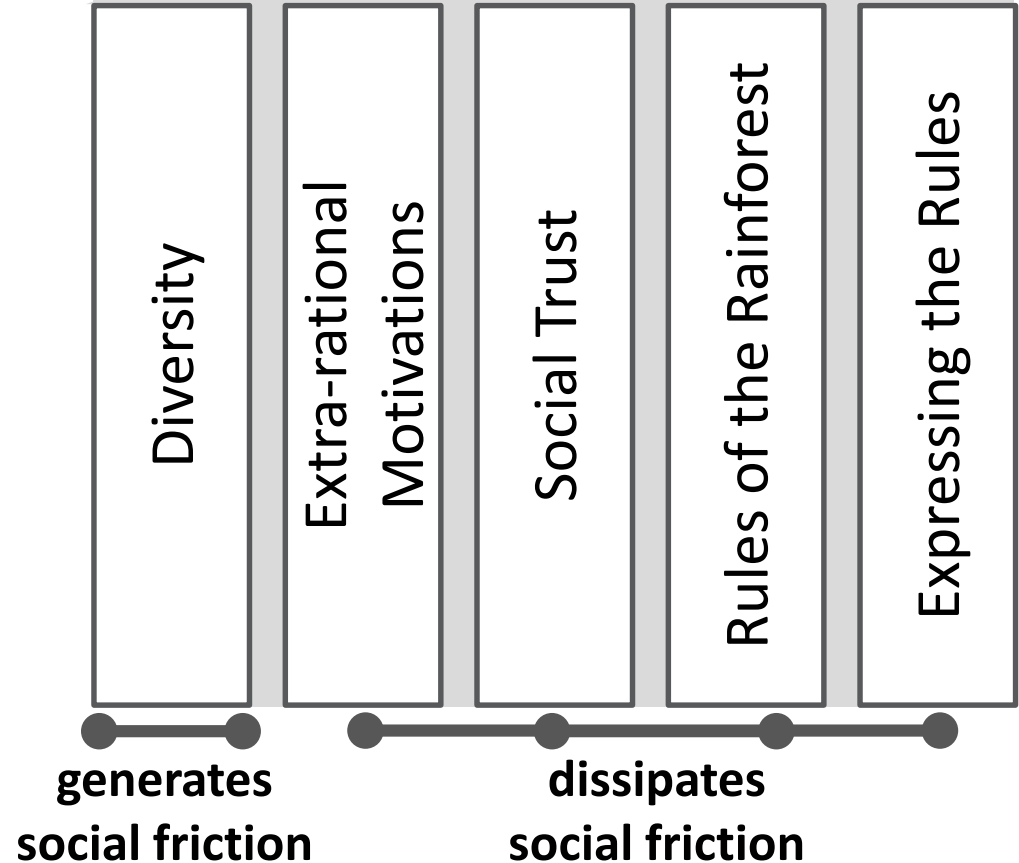 Diversity
Extra-rational
Motivations
Social Trust
Rules of the Rainforest
Expressing the Rules
generates
social friction
dissipates
social friction